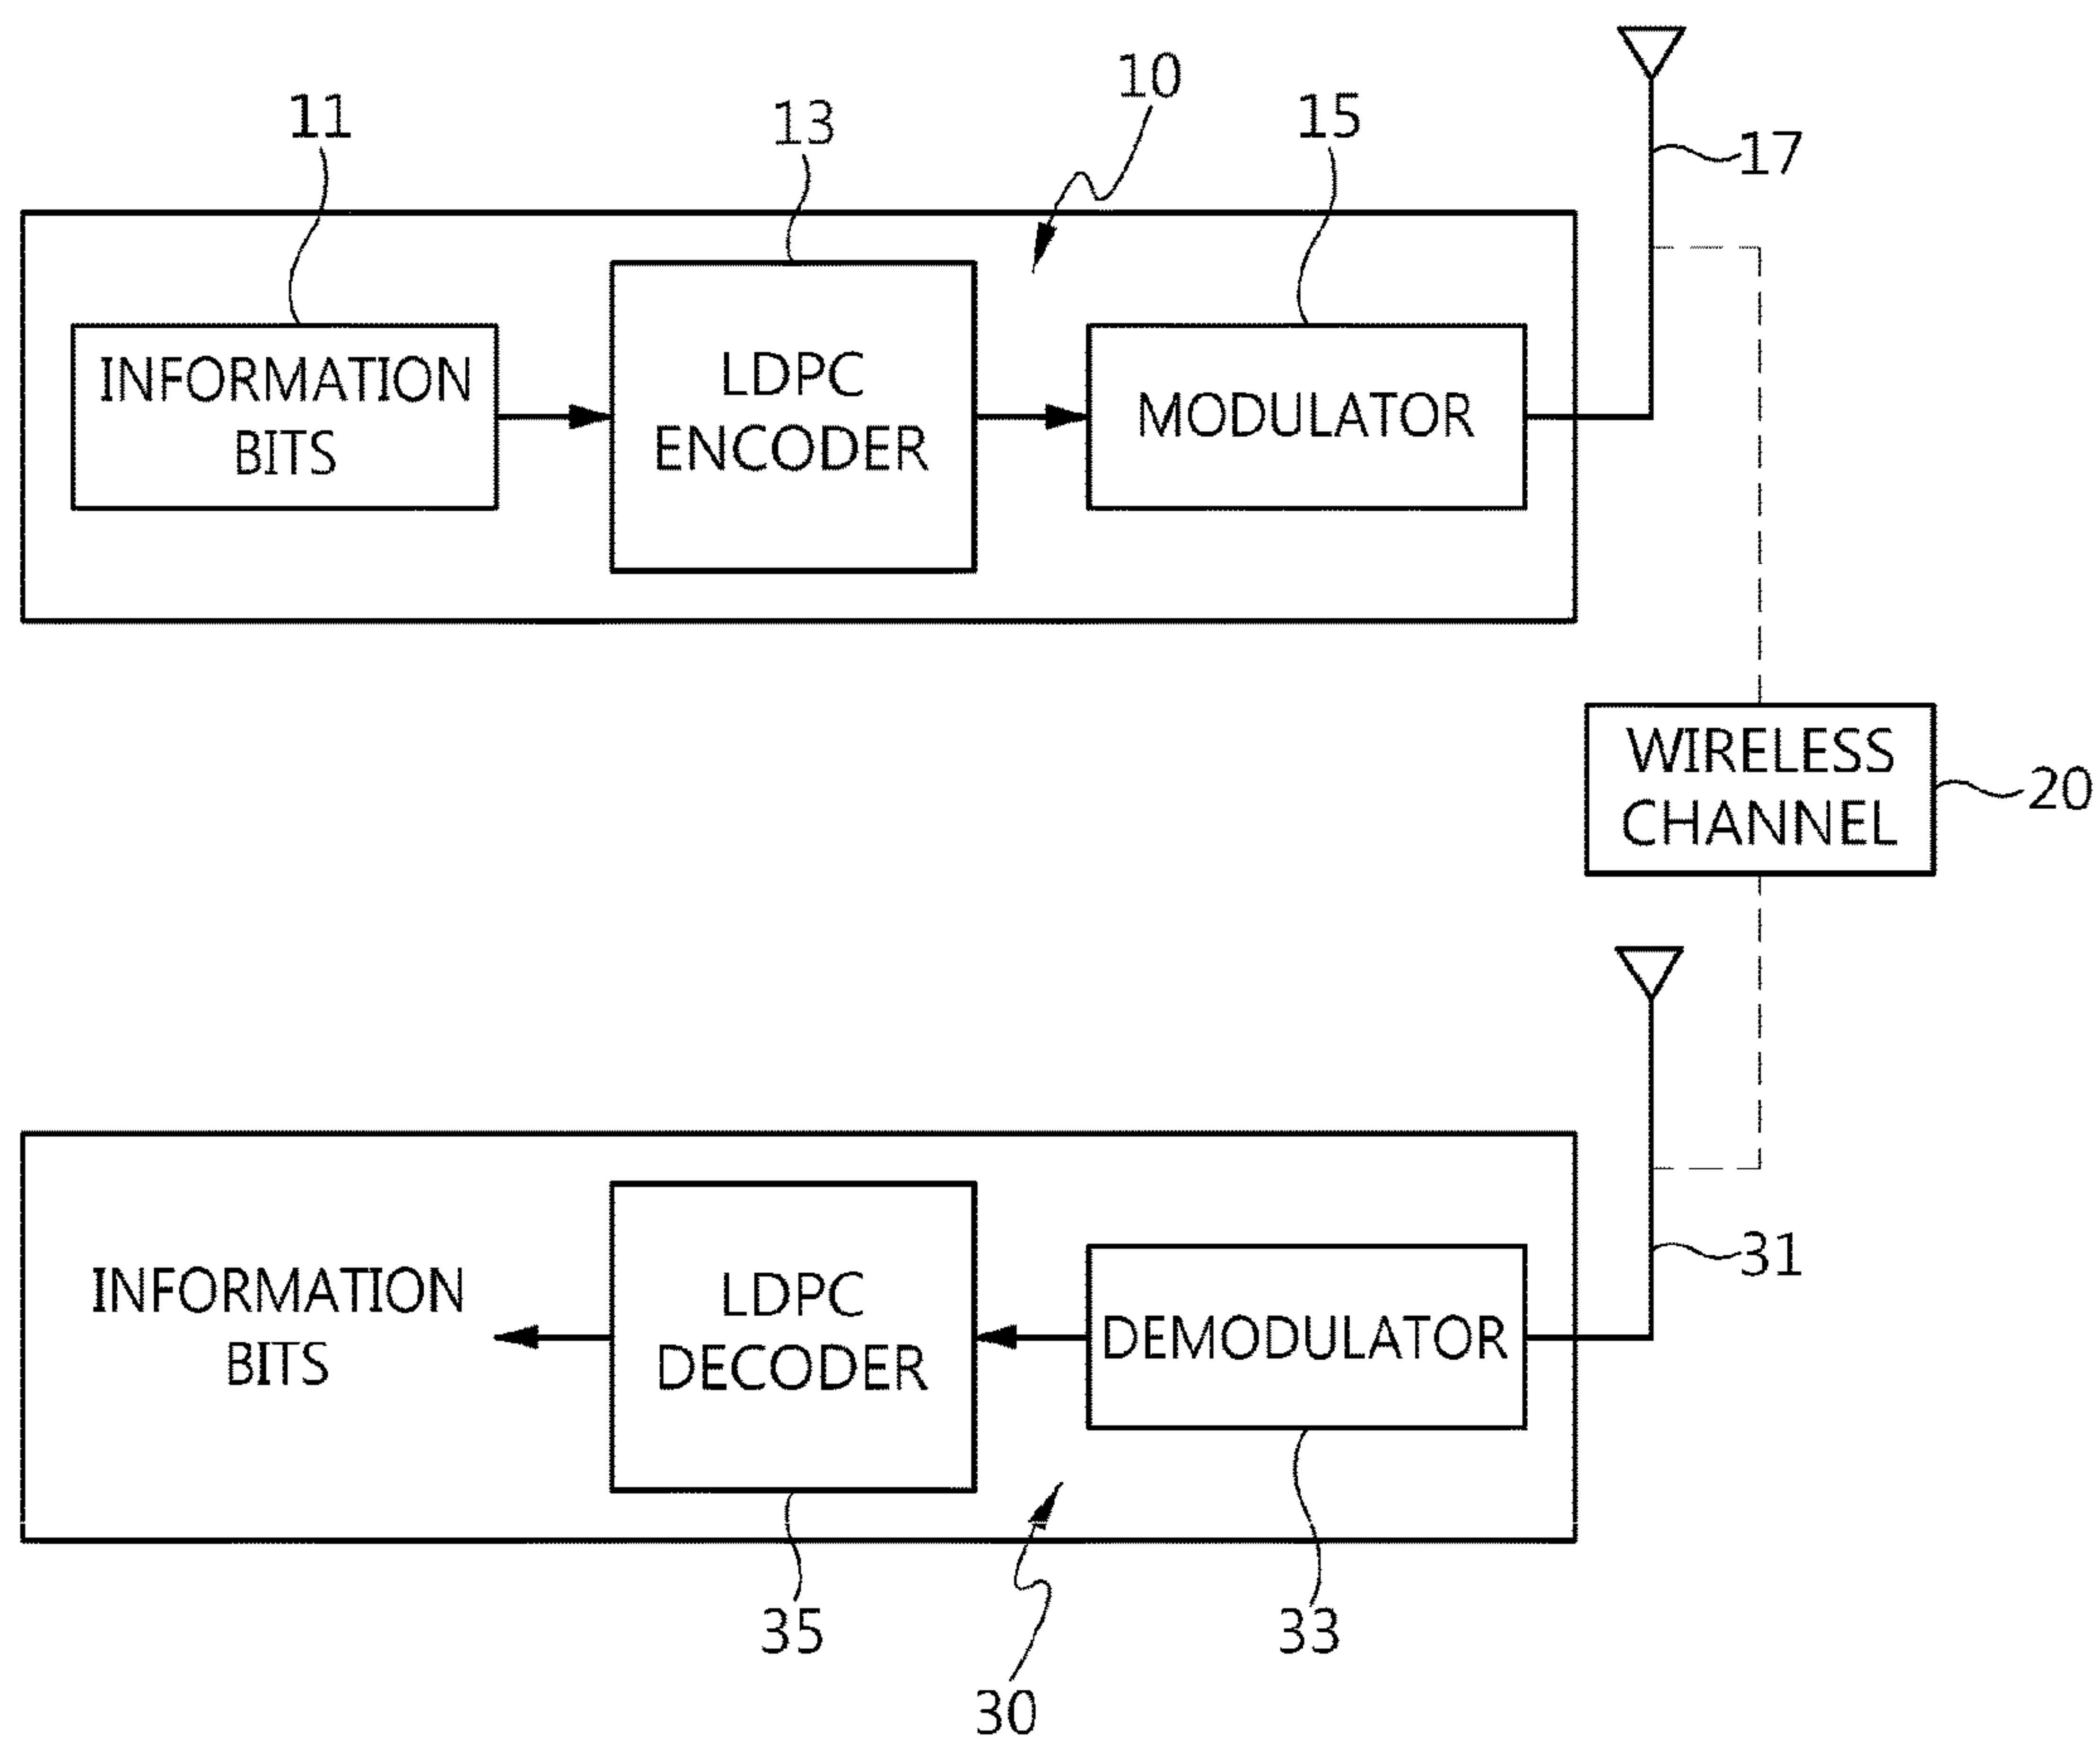 10
11
13
15
17
INFORMATION
BITS
LDPC
ENCODER
MODULATOR
WIRELESS
CHANNEL
20
31
INFORMATION
BITS
LDPC
DECODER
DEMODULATOR
35
33
30